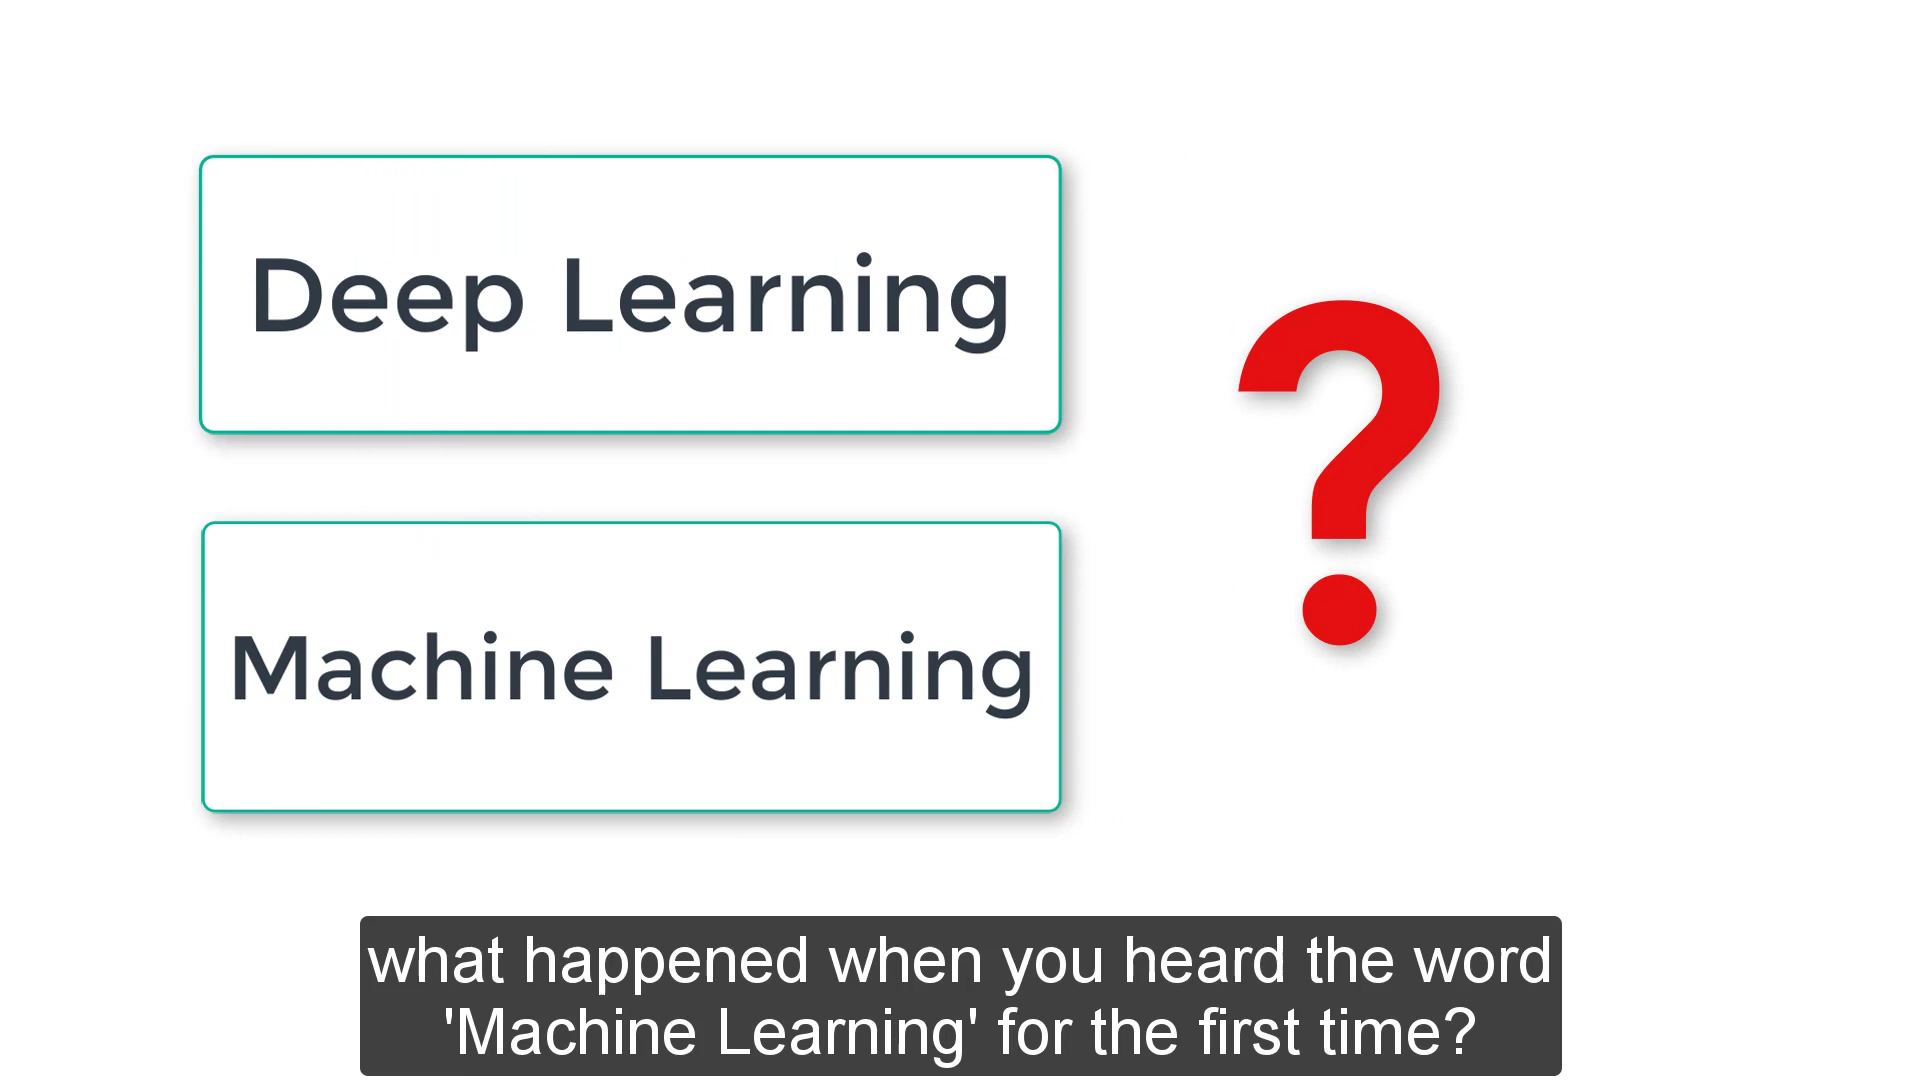 Deep Learning
Machine Learning
?
what happened when you heard the word
'Machine Learning' for the first time?